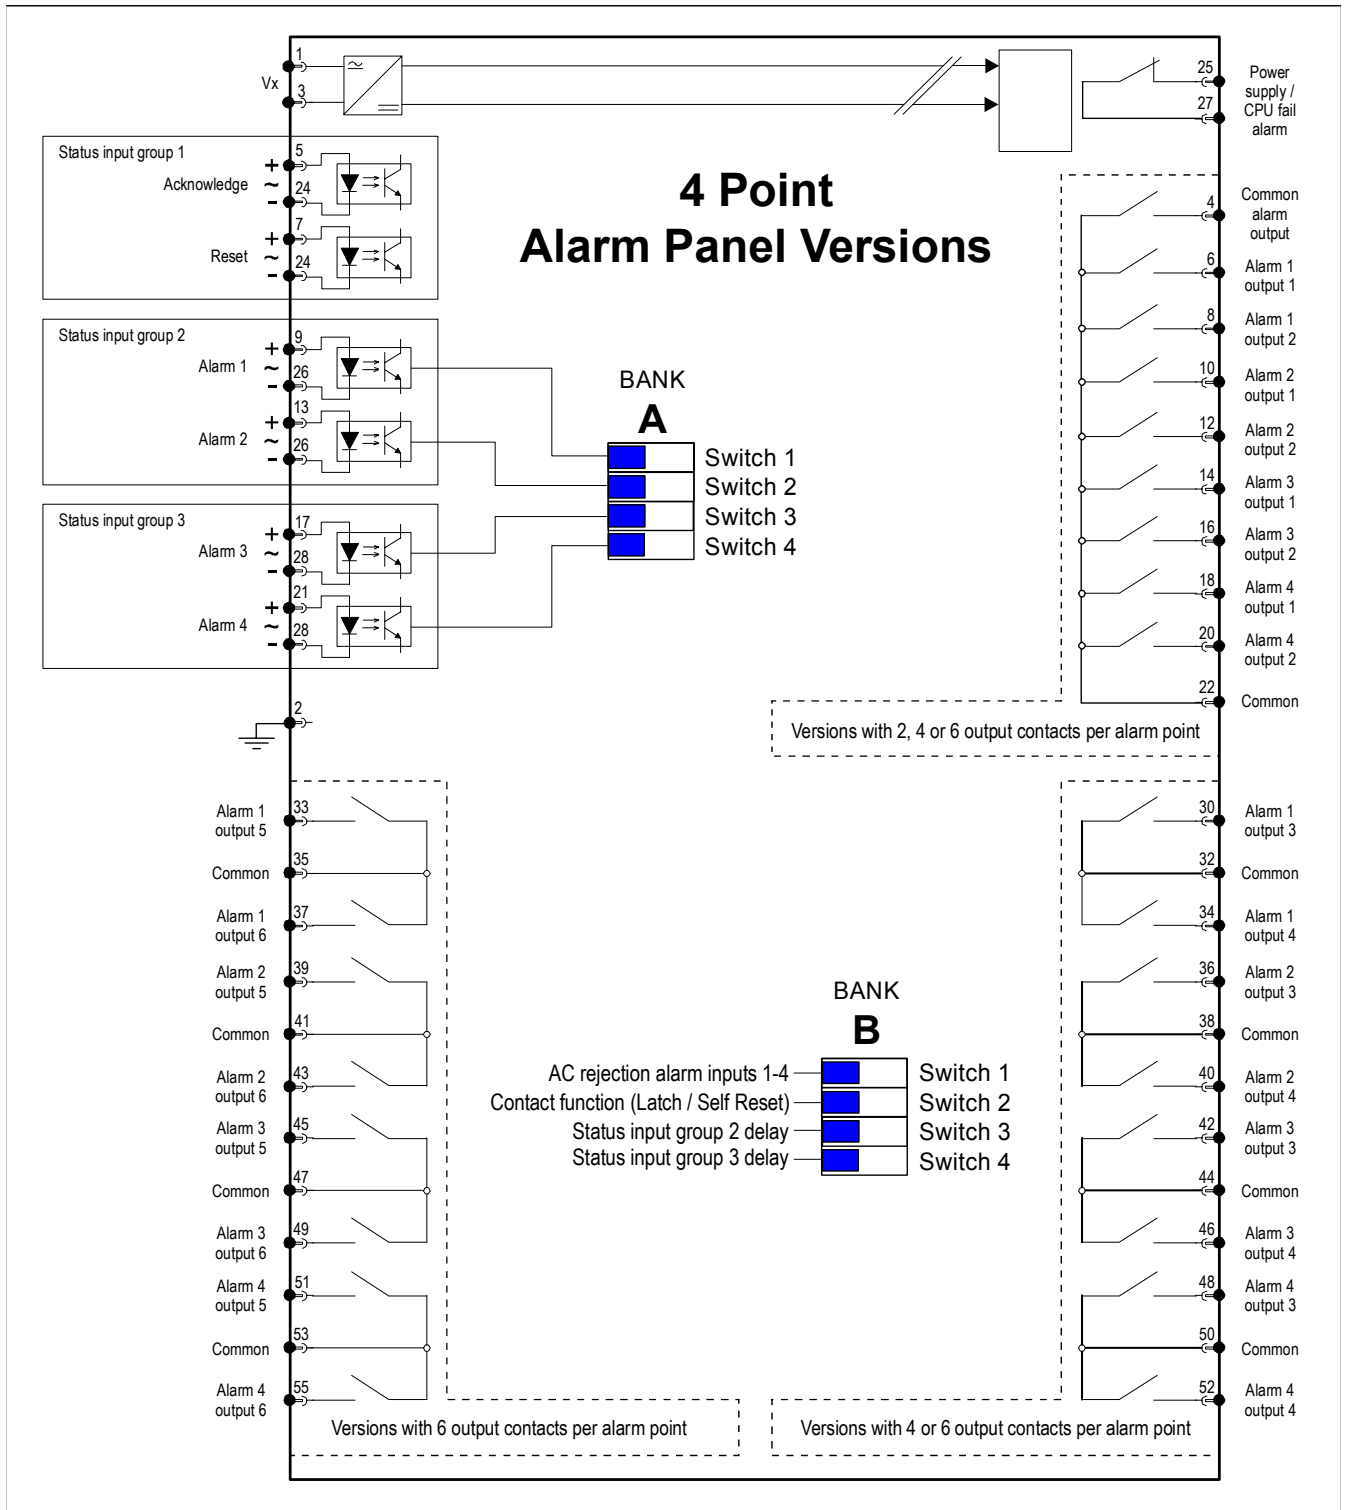 4 Point
Alarm Panel Versions
1
Vx
3
Status input group 1
5
+
Acknowledge ~
24
-
7
+
Reset ~
24
-
Status input group 2
9
+
Alarm 1 ~
26
-
13
+
Alarm 2 ~
26
-
Status input group 3
17
+
Alarm 3 ~
28
-
21
+
Alarm 4 ~
28
-
2
BANK
A
Switch 1
Switch 2
Switch 3
Switch 4
25
27
Power
supply /
CPU fail
alarm
4
Common
alarm
output
6
Alarm 1
output 1
8
Alarm 1
output 2
10
Alarm 2
output 1
12
Alarm 2
output 2
14
Alarm 3
output 1
16
Alarm 3
output 2
18
Alarm 4
output 1
20
Alarm 4
output 2
22
Common
Versions with 2, 4 or 6 output contacts per alarm point
33
Alarm 1
output 5
35
Common
37
Alarm 1
output 6
39
Alarm 2
output 5
41
Common
43
Alarm 2
output 6
45
Alarm 3
output 5
47
Common
49
Alarm 3
output 6
51
Alarm 4
output 5
53
Common
55
Alarm 4
output 6
Versions with 6 output contacts per alarm point
BANK
B
AC rejection alarm inputs 1-4 Switch 1
Contact function (Latch / Self Reset) Switch 2
Status input group 2 delay Switch 3
Status input group 3 delay Switch 4
30
Alarm 1
output 3
32
Common
34
Alarm 1
output 4
36
Alarm 2
output 3
38
Common
40
Alarm 2
output 4
42
Alarm 3
output 3
44
Common
46
Alarm 3
output 4
48
Alarm 4
output 3
50
Common
52
Alarm 4
output 4
Versions with 4 or 6 output contacts per alarm point